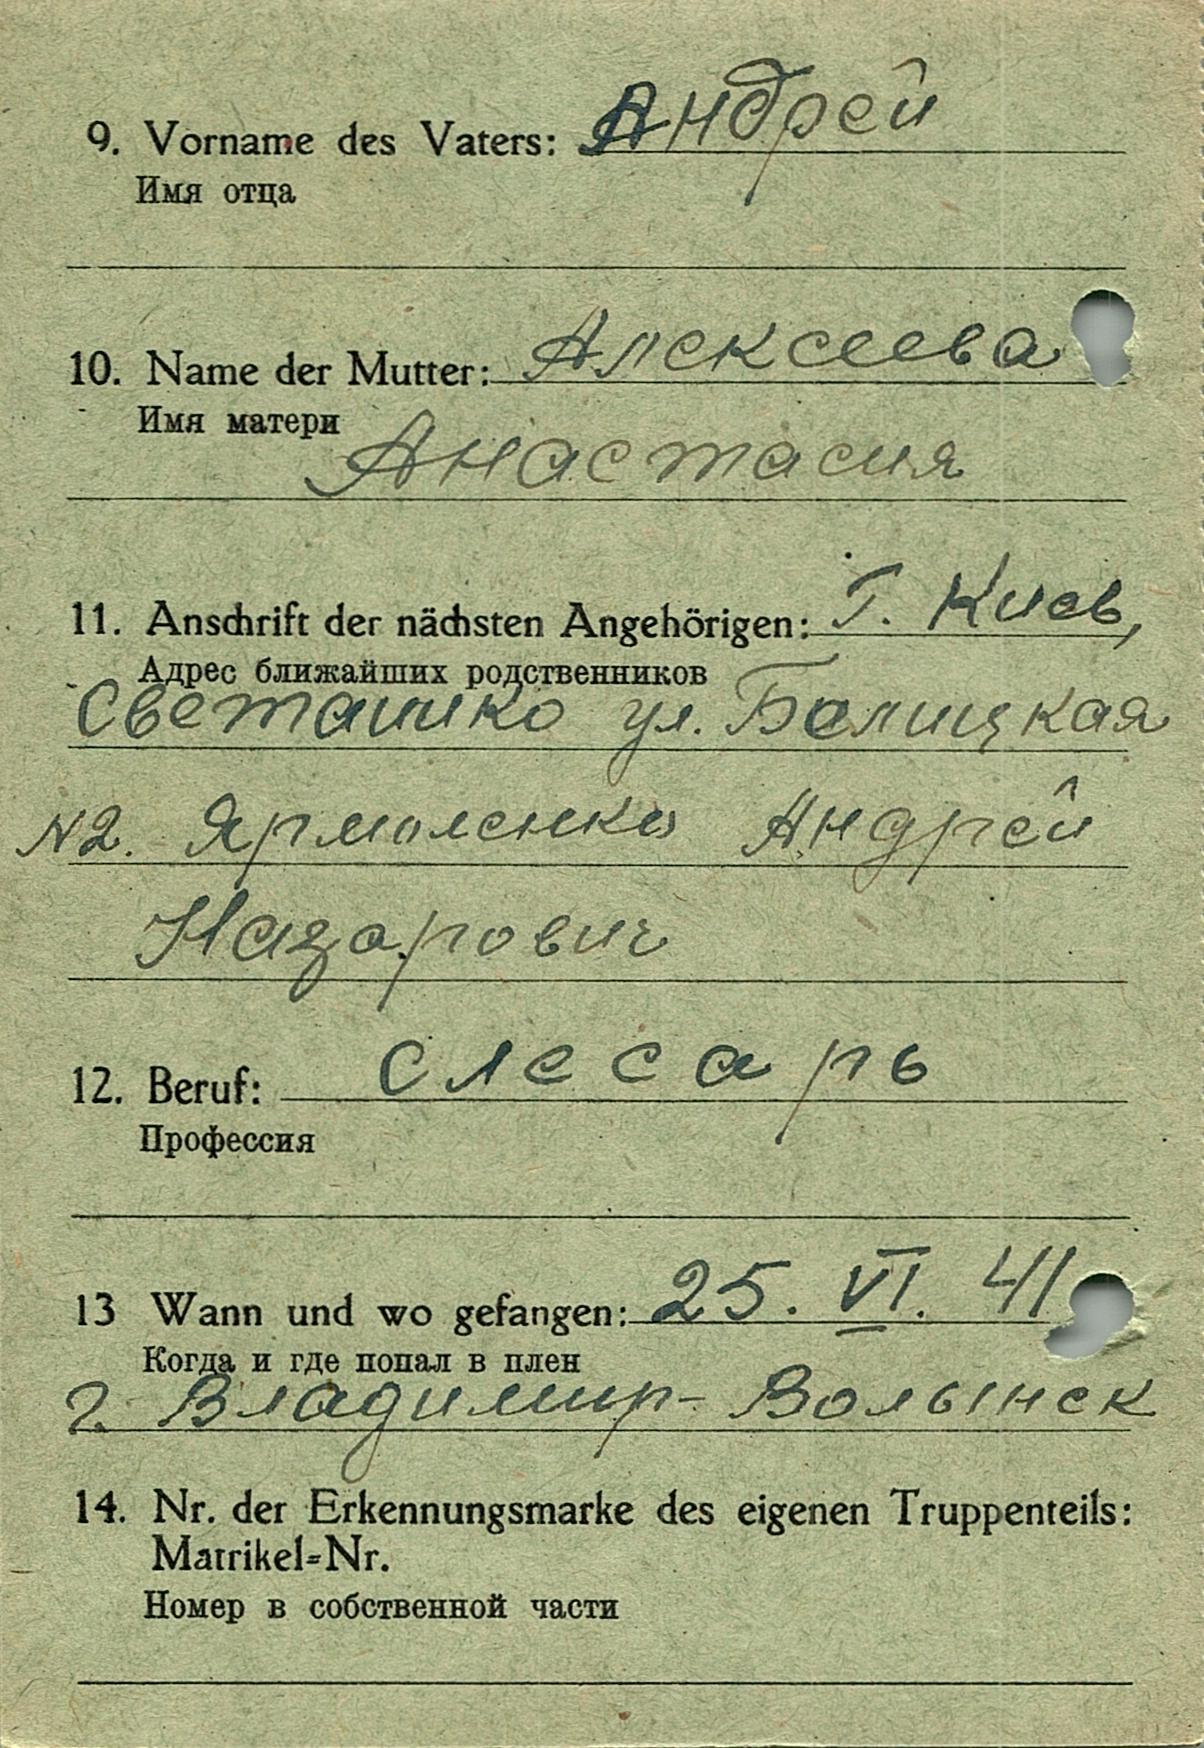 9. Vorname des Vaters: Андрей
Имя отца
10. Name der Mutter: Алексеева
Имя матери
Анастасия
11. Anschrift der nächsten Angehörigen: Г. Киев,
Адрес ближайших родственников
Светошко ул. Белицкая
N2. Ярмоленко Андрей
Назарович
12. Beruf: слесарь
Профессия
13 Wann und wo gefangen: 25. VI. 41
Когда и где попал в плен
г. Владимир-Волынск
14. Nr. der Erkennungsmarke des eigenen Truppenteils:
Matrikel=Nr.
Номер в собственной части